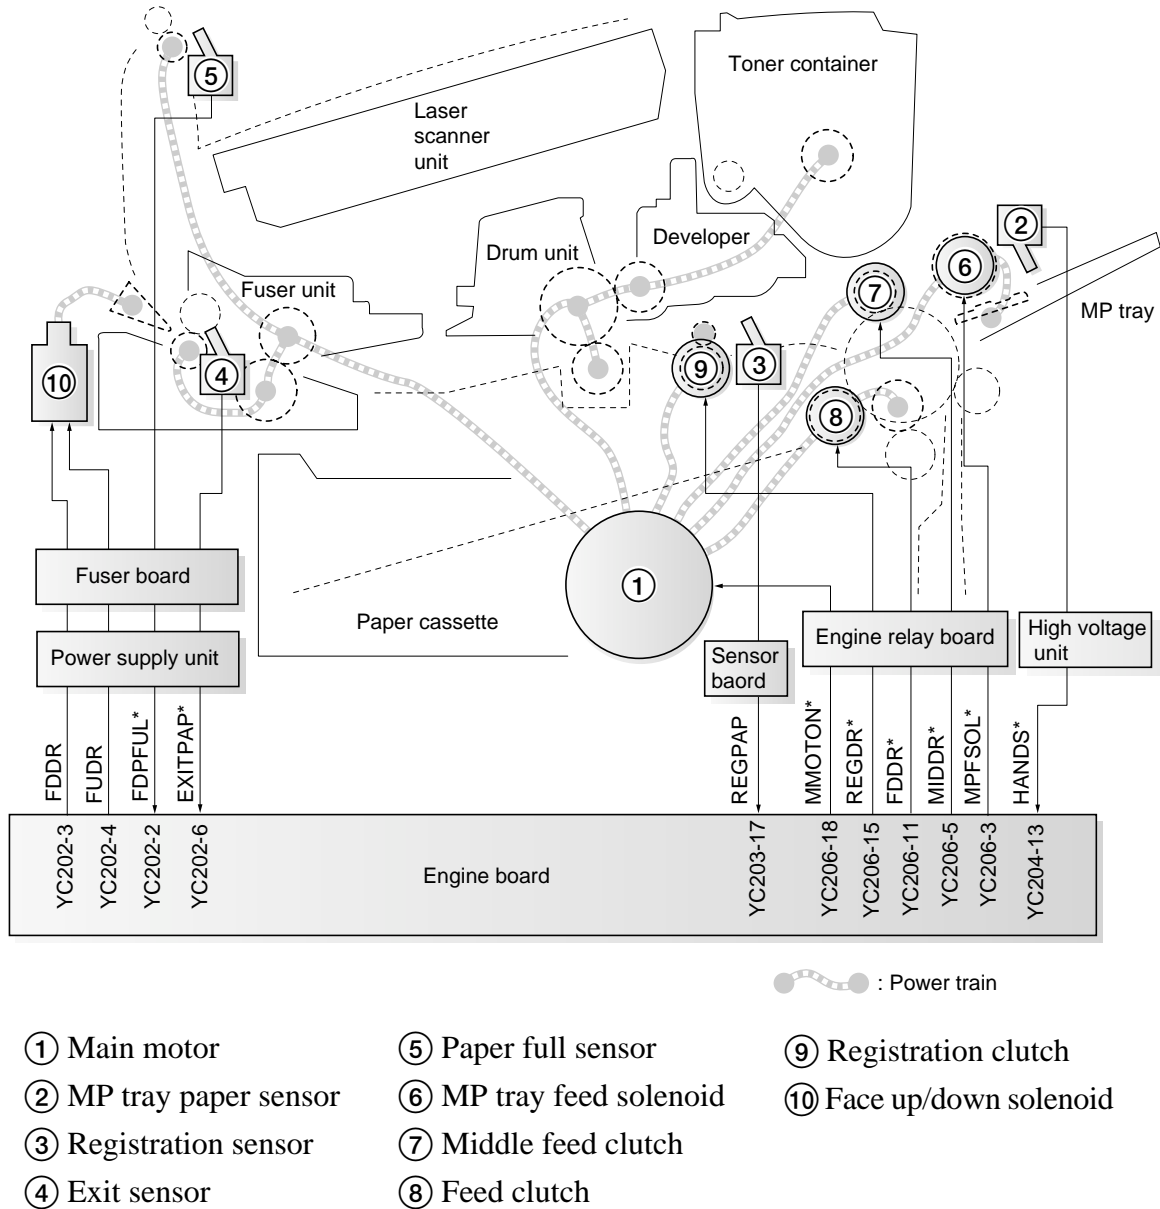 Toner container
Laser
scanner
unit
⑤
②
Drum unit
Developer
⑥
Fuser unit
⑦
MP tray
⑩
④
⑨
③
⑧
Fuser board
①
Paper cassette
Power supply unit
Sensor
baord
Engine relay board
High voltage
unit
FDDR
FUDR
FDPFUL*
EXITPAP*
REGPAP
MMOTON*
REGDR*
FDDR*
MIDDR*
MPFSOL*
HANDS*
YC202-3
YC202-4
YC202-2
YC202-6
Engine board
YC203-17
YC206-18
YC206-15
YC206-11
YC206-5
YC206-3
YC204-13
: Power train
① Main motor
② MP tray paper sensor
③ Registration sensor
④ Exit sensor
⑤ Paper full sensor
⑥ MP tray feed solenoid
⑦ Middle feed clutch
⑧ Feed clutch
⑨ Registration clutch
⑩ Face up/down solenoid